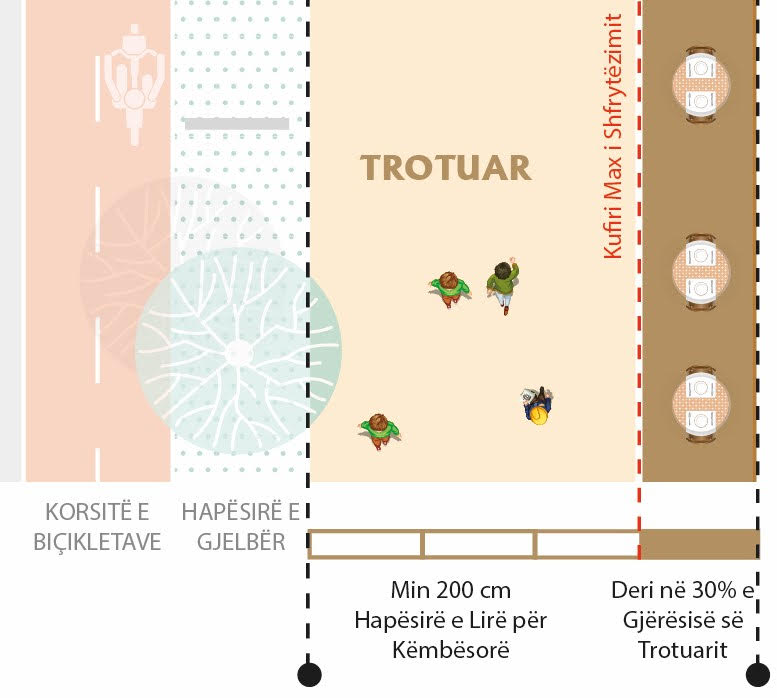 TROTUAR
Kufiri Max i Shfrytëzimit
KORSITË E
BIÇIKLETAVE
HAPËSIRË E
GJELBËR
Min 200 cm
Hapësirë e Lirë për
Këmbësorë
Deri në 30% e
Gjërësisë së
Trotuarit